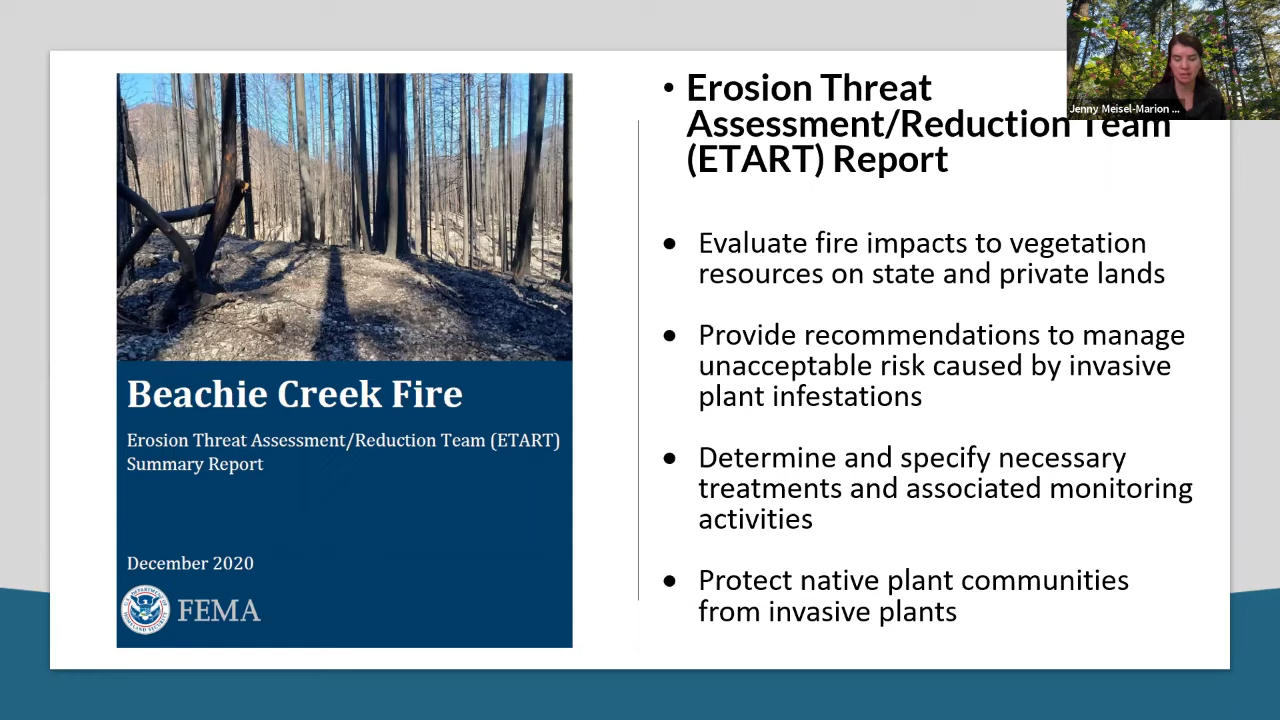 Jenny Meisel-Marion ...
• Erosion Threat
Assessment/Reduction Team
(ETART) Report
Beachie Creek Fire
Erosion Threat Assessment/Reduction Team (ETART)
Summary Report
December 2020
FEMA
● Evaluate fire impacts to vegetation
resources on state and private lands
● Provide recommendations to manage
unacceptable risk caused by invasive
plant infestations
● Determine and specify necessary
treatments and associated monitoring
activities
● Protect native plant communities
from invasive plants